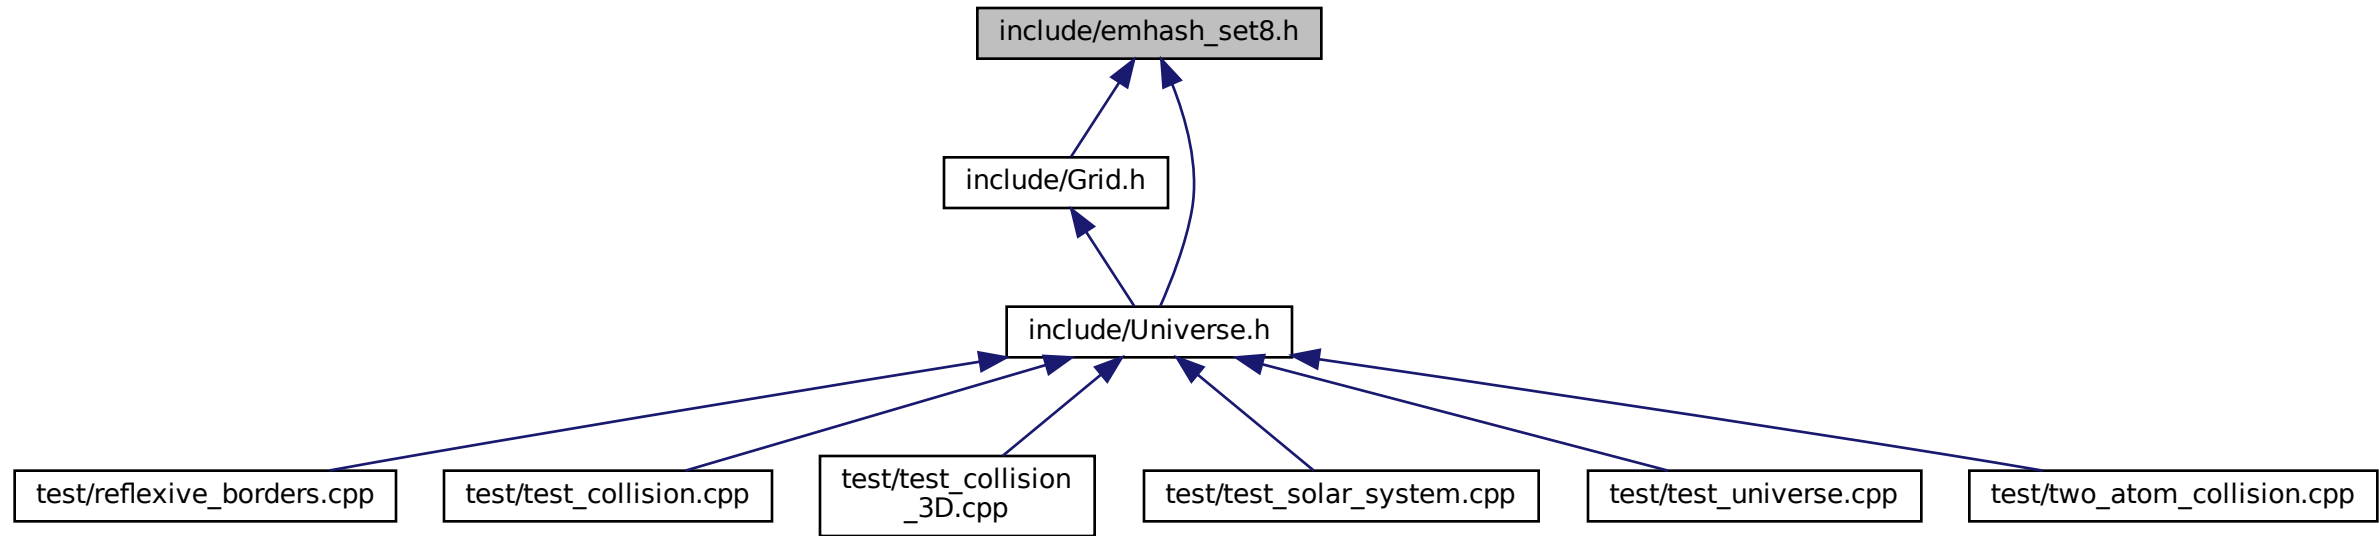 include/emhash_set8.h
include/Grid.h
include/Universe.h
test/reflexive_borders.cpp
test/test_collision.cpp
test/test_collision
_3D.cpp
test/test_solar_system.cpp
test/test_universe.cpp
test/two_atom_collision.cpp